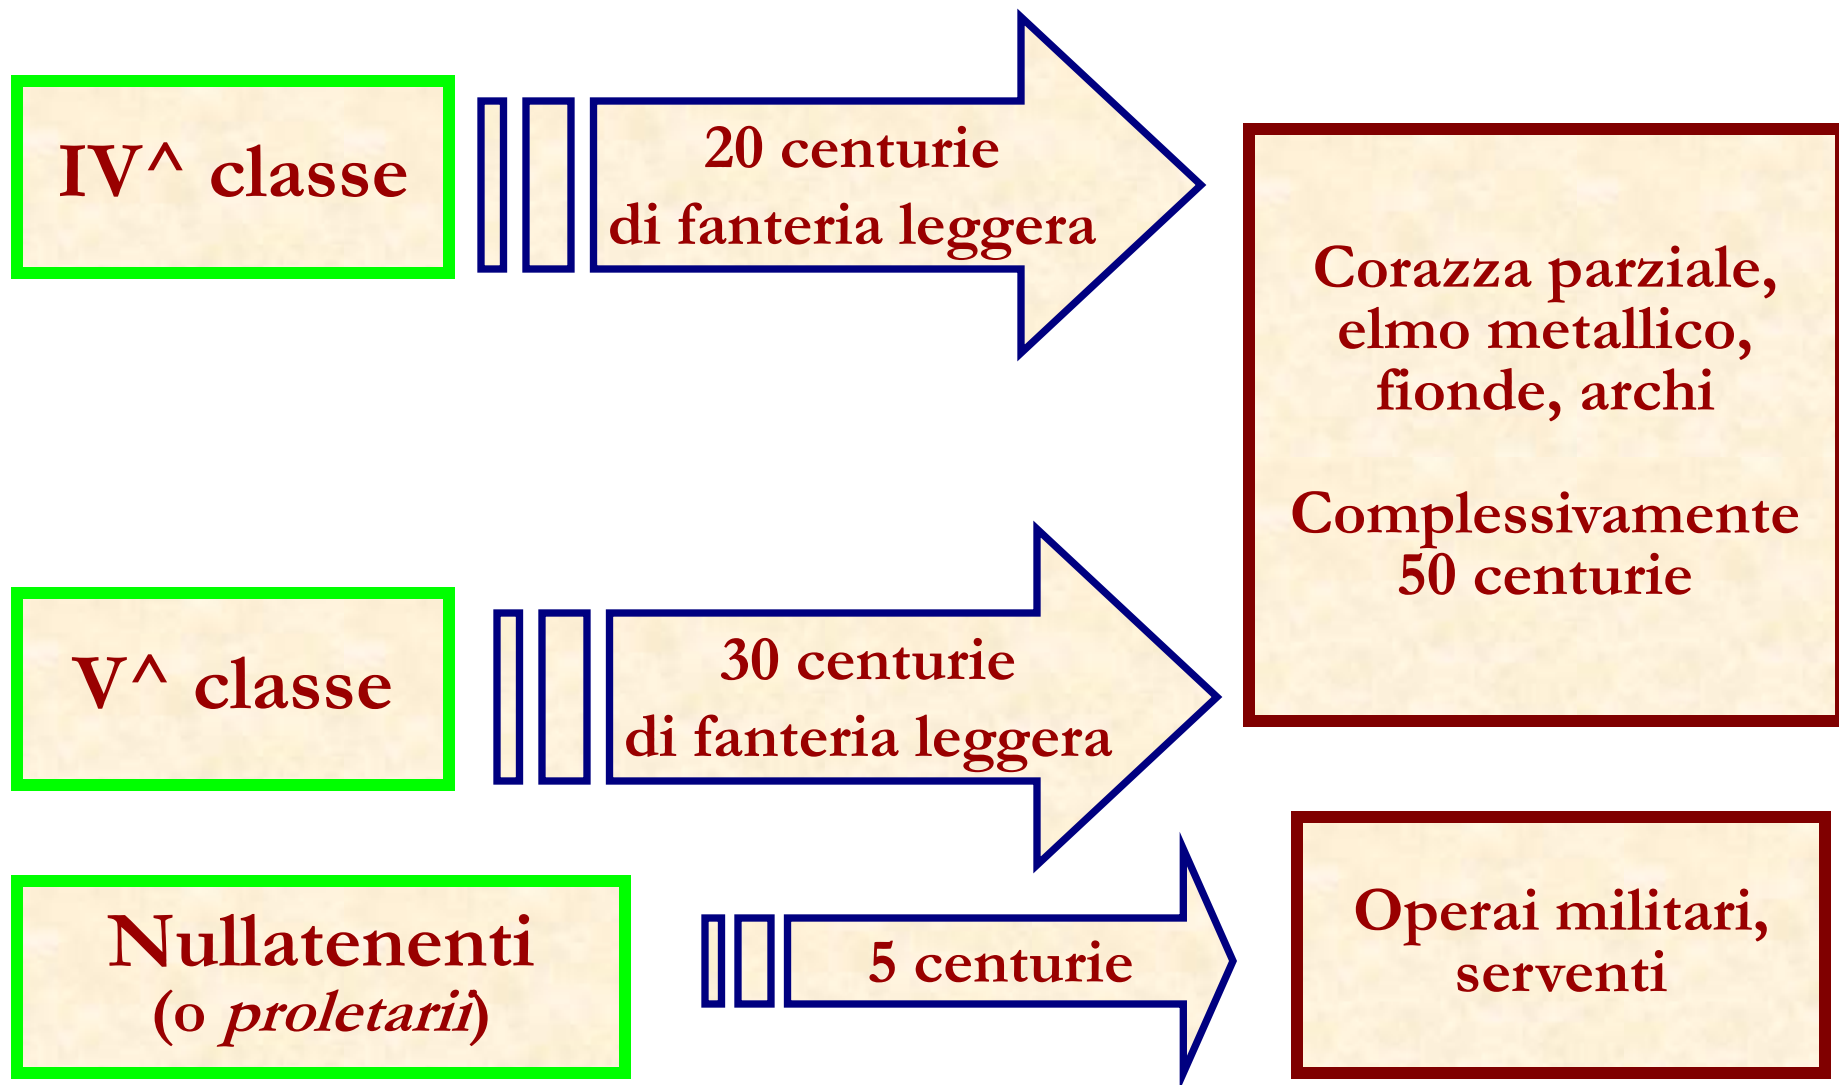 IV^ classe
20 centurie
di fanteria leggera
Corazza parziale,
elmo metallico,
fionde, archi
Complessivamente
50 centurie
V^ classe
30 centurie
di fanteria leggera
Nullatenenti
(o proletarii)
5 centurie
Operai militari,
serventi